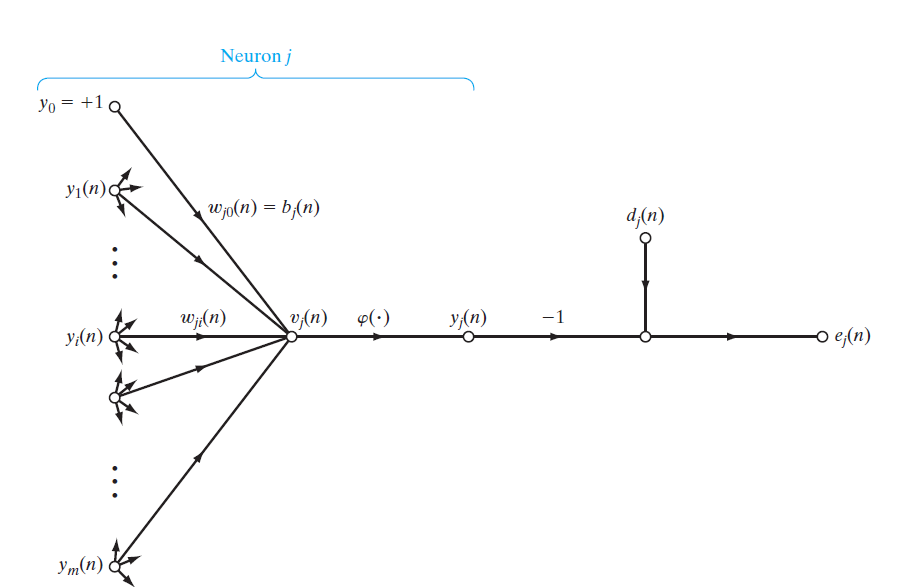 Neuron j
y₀ = +1
y₁(n)
wⱼ₀(n) = bⱼ(n)
dⱼ(n)
wⱼᵢ(n)
vⱼ(n)
φ(·)
yⱼ(n)
−1
yᵢ(n)
eⱼ(n)
yₘ(n)